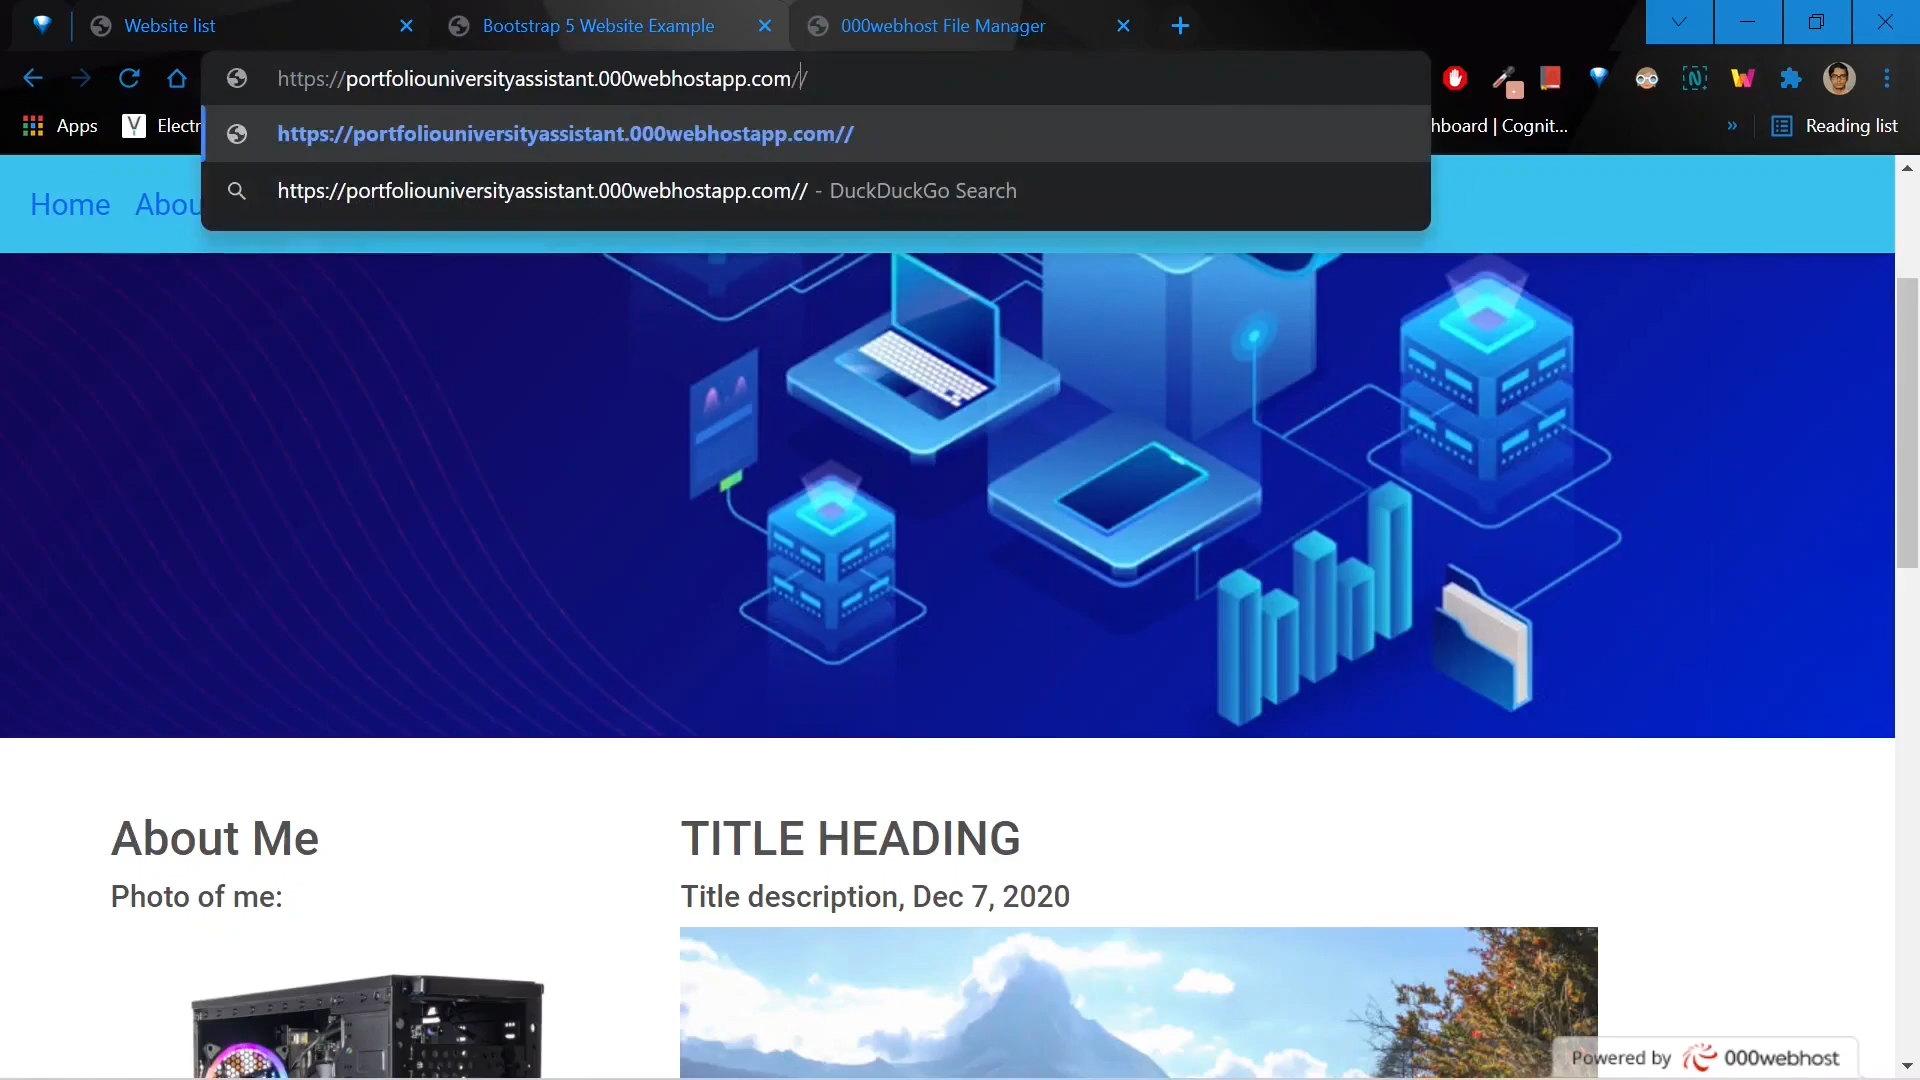 Website list
Bootstrap 5 Website Example
000webhost File Manager
https://portfoliouniversityassistant.000webhostapp.com//
Apps
Electr
https://portfoliouniversityassistant.000webhostapp.com//
hboard | Cognit...
»
Reading list
https://portfoliouniversityassistant.000webhostapp.com// - DuckDuckGo Search
Home Abou
About Me
Photo of me:
TITLE HEADING
Title description, Dec 7, 2020
Powered by 000webhost